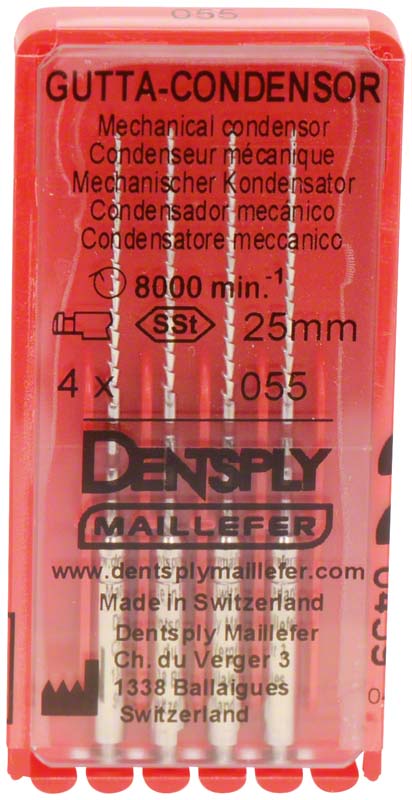 055
GUTTA-CONDENSOR
Mechanical condensor
Condenseur mécanique
Mechanischer Kondensator
Condensador mecánico
Condensatore meccanico
8000 min.-1
SSt 25mm
4 x 055
DENTSPLY
MAILLEFER
www.dentsplymaillefer.com
Made in Switzerland
Dentsply Maillefer
Ch. du Verger 3
1338 Ballaigues
Switzerland